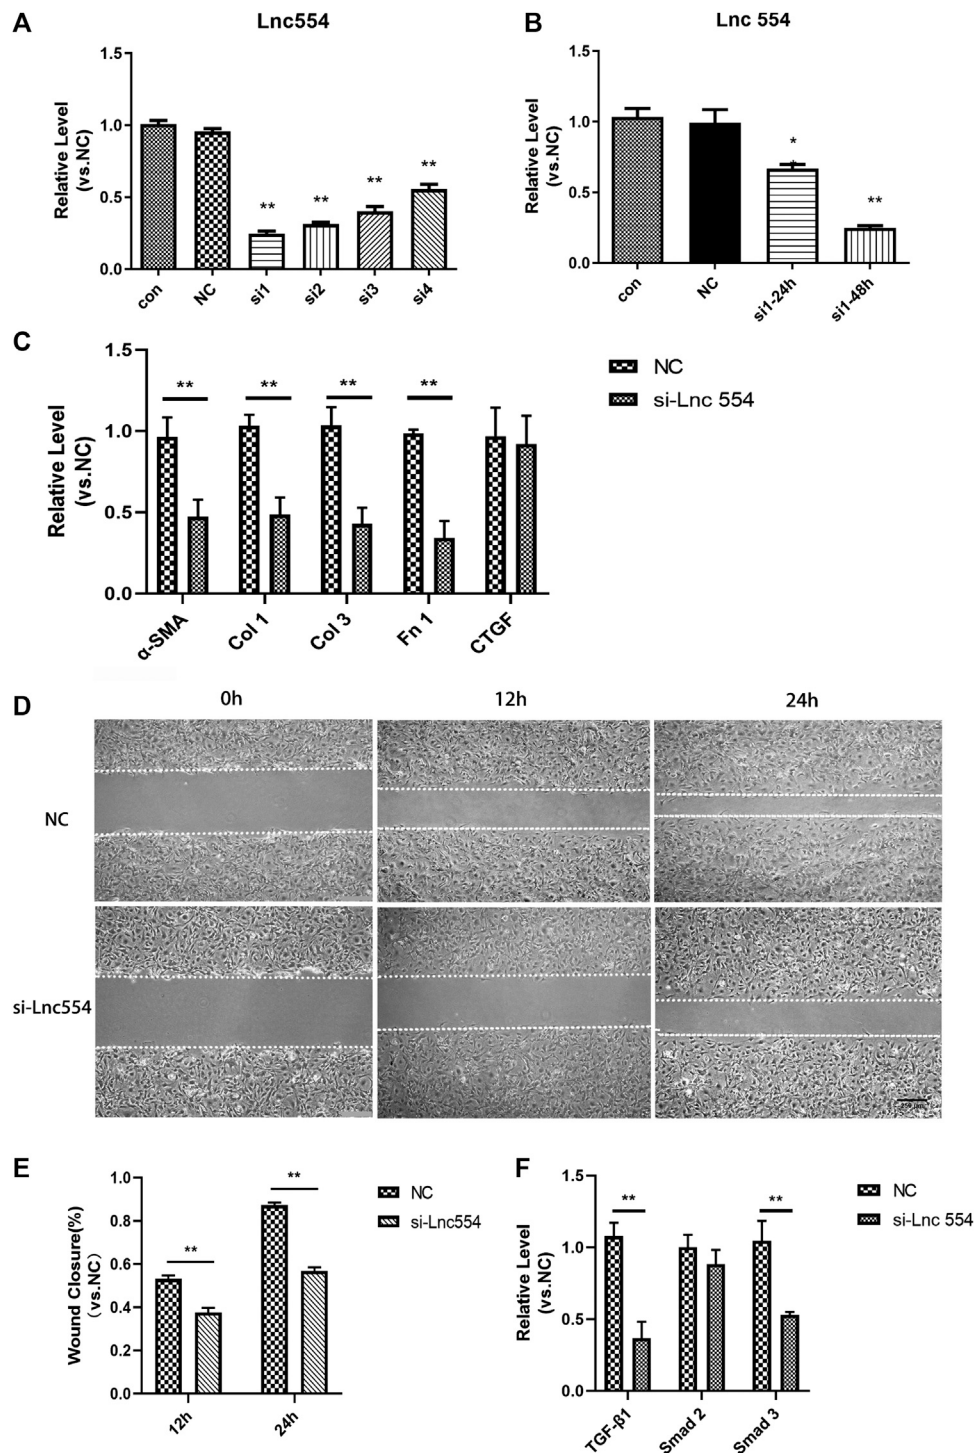 A
Lnc554
Relative Level
(vs.NC)
1.5
1.0
0.5
0.0
**
**
**
**
con
NC
si1
si2
si3
si4
B
Lnc 554
Relative Level
(vs.NC)
1.5
1.0
0.5
0.0
*
**
con
NC
si1-24h
si1-48h
C
Relative Level
(vs.NC)
1.5
1.0
0.5
0.0
**
**
**
**
α-SMA
Col 1
Col 3
Fn 1
CTGF
NC
si-Lnc 554
D
0h
12h
24h
NC
si-Lnc554
E
Wound Closure(%)
(vs.NC)
1.0
0.8
0.6
0.4
0.2
0.0
**
**
12h
24h
NC
si-Lnc554
F
Relative Level
(vs.NC)
1.5
1.0
0.5
0.0
**
**
TGF-β1
Smad 2
Smad 3
NC
si-Lnc 554